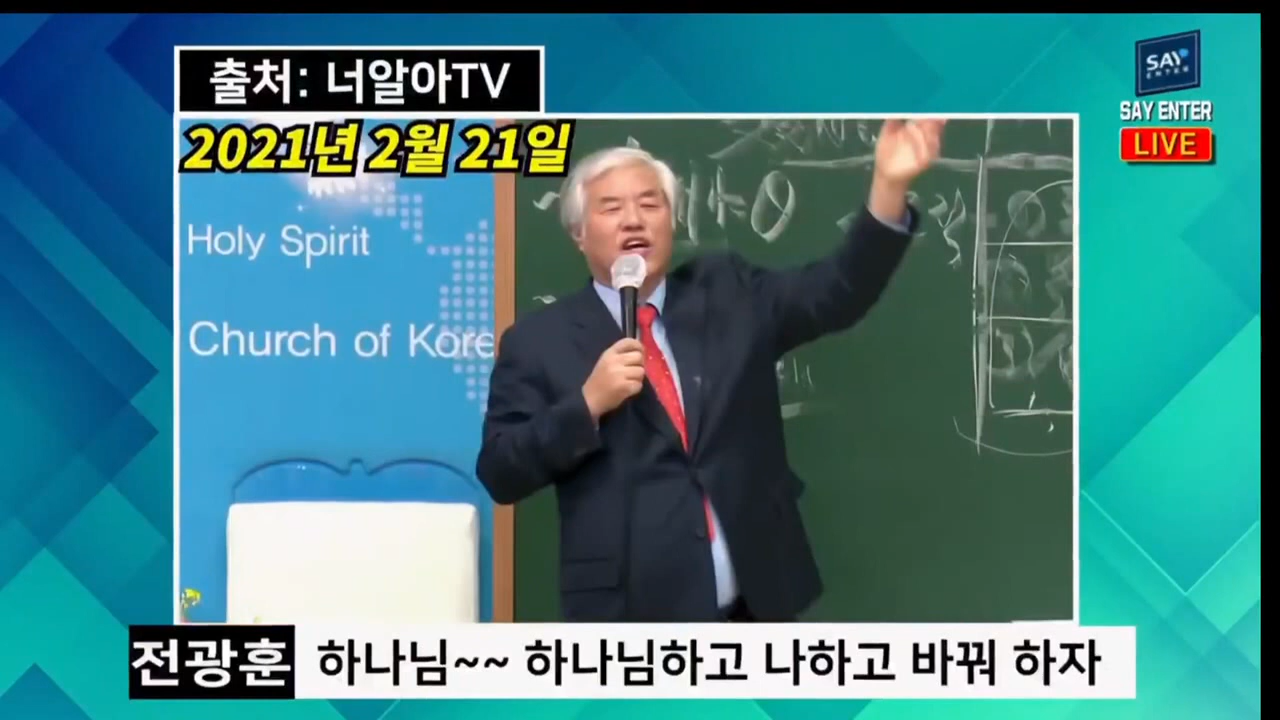 출처: 너알아TV
2021년 2월 21일
SAY
ENTER
SAY ENTER
LIVE
Holy Spirit
Church of Kore
전광훈 하나님~~ 하나님하고 나하고 바꿔 하자